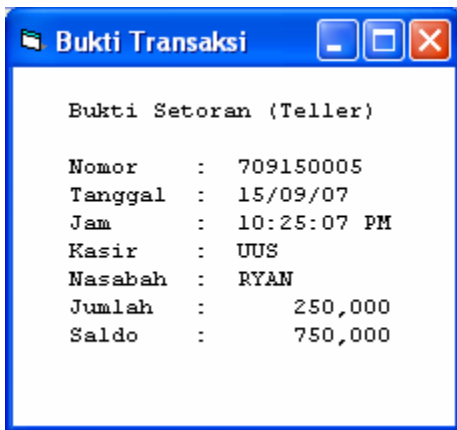 Bukti Transaksi
Bukti Setoran (Teller)
Nomor : 709150005
Tanggal : 15/09/07
Jam : 10:25:07 PM
Kasir : UUS
Nasabah : RYAN
Jumlah : 250,000
Saldo : 750,000